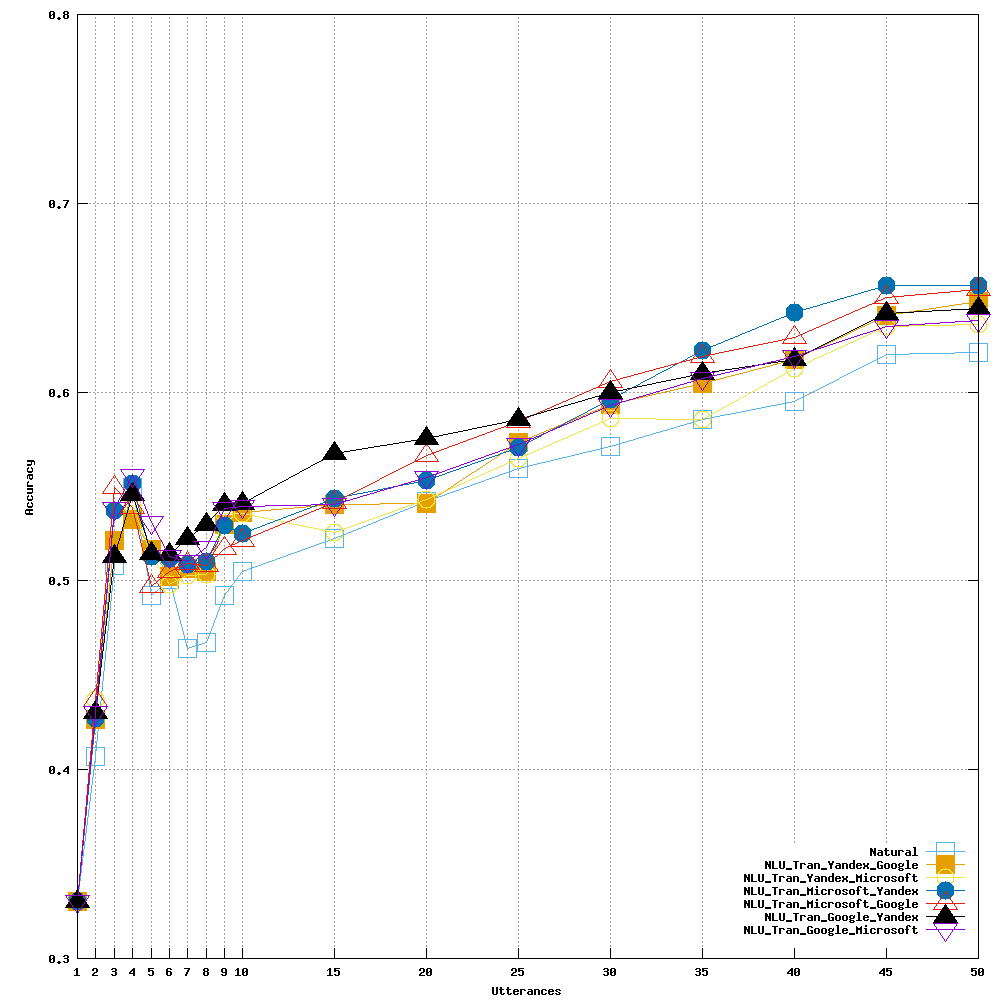 0.8
0.7
0.6
0.5
0.4
0.3
Accuracy
Natural
NLU_Tran_Yandex_Google
NLU_Tran_Yandex_Microsoft
NLU_Tran_Microsoft_Yandex
NLU_Tran_Microsoft_Google
NLU_Tran_Google_Yandex
NLU_Tran_Google_Microsoft
1 2 3 4 5 6 7 8 9 10 15 20 25 30 35 40 45 50
Utterances